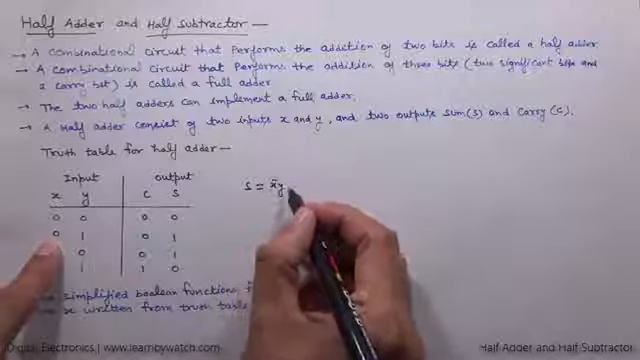 Half Adder and Half Subtractor —
→ A combinational circuit that performs the addition of two bits is called a half adder
→ A combinational circuit that performs the addition of three bits (two significant bits and a carry bit) is called a full adder
→ The two half adders can implement a full adder.
→ A Half adder consist of two inputs x and y, and two outputs sum(S) and carry(C).
Truth table for half adder —
Input output
x y C S
0 0 0 0
0 1 0 1
0 0 1
1 1 0
S = x̄y
simplified boolean functions
written from truth table
Digital Electronics | www.learnbywatch.com
Half Adder and Half Subtractor